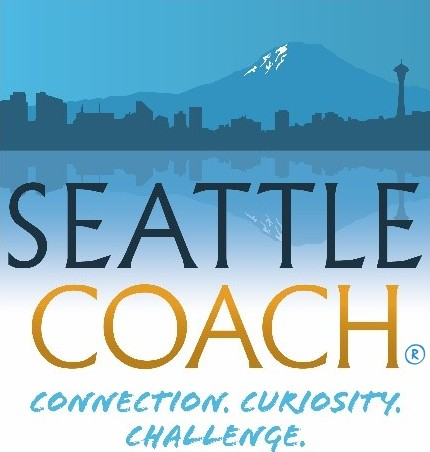 SEATTLE
COACH®
CONNECTION. CURIOSITY.
CHALLENGE.